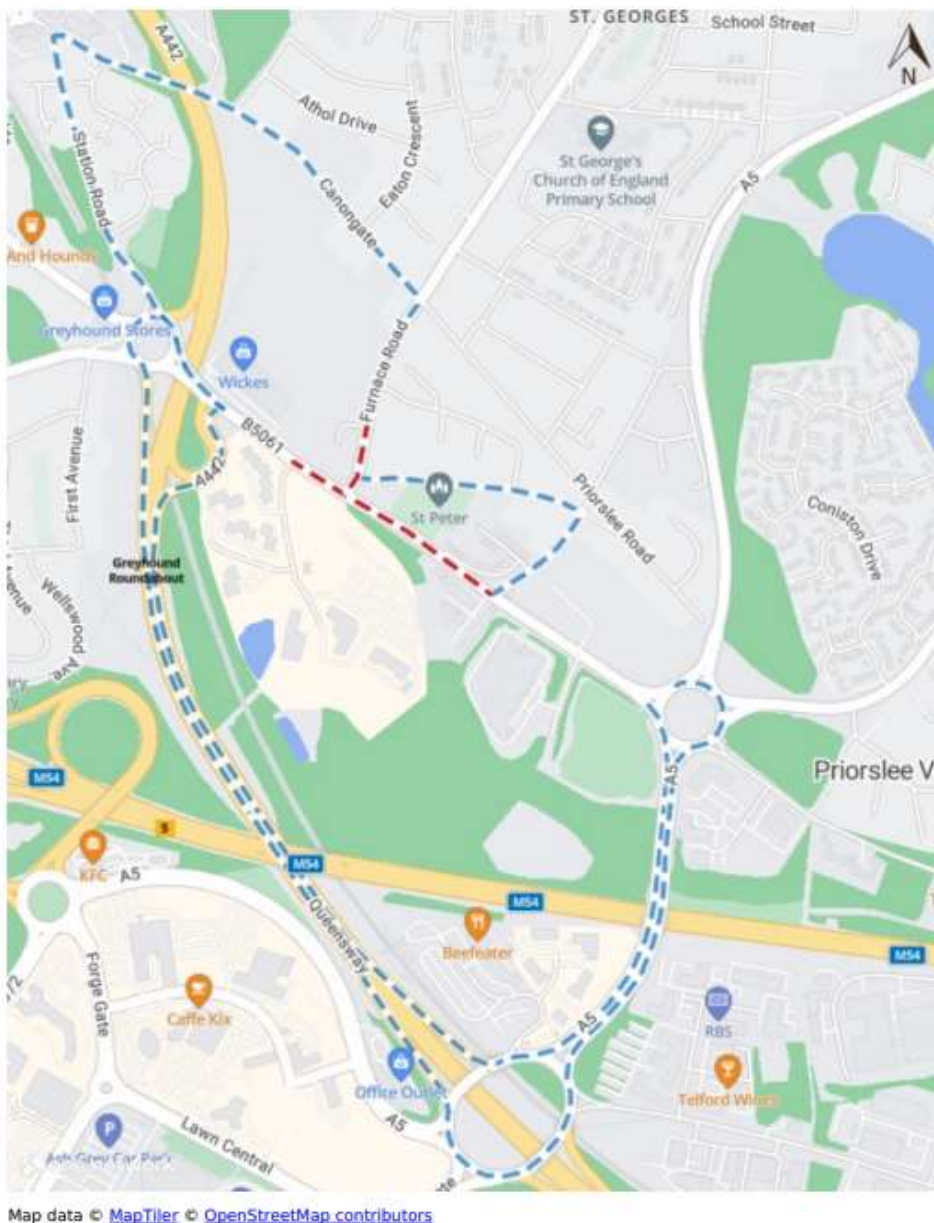 ST. GEORGES
School Street
A442
N
Athol Drive
Eaton Crescent
St George's
Church of England
Primary School
A5
Station Road
Canongate
And Hounds
Greyhound Stores
Wickes
Furnace Road
B5061
First Avenue
A442
St Peter
Priorslee Road
Coniston Drive
Greyhound
Roundabout
Avenue
Wellswood Ave
M54
5
A5
Priorslee V
KFC
A5
M54
M54
M54
Queensway
Beefeater
Forge Gate
Caffe Kix
A5
RBS
Office Outlet
Telford Wines
A5
Lawn Central
P
Ash Grey Car Park
Map data © MapTiler © OpenStreetMap contributors